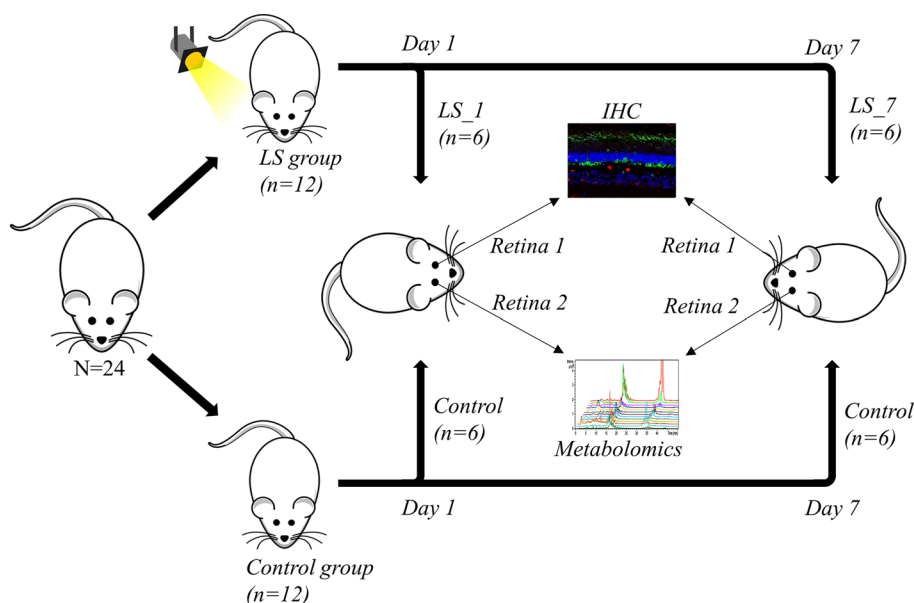 N=24
LS group
(n=12)
Control group
(n=12)
Day 1
Day 7
LS_1
(n=6)
IHC
LS_7
(n=6)
Retina 1
Retina 1
Retina 2
Retina 2
Control
(n=6)
Metabolomics
Control
(n=6)
Day 1
Day 7